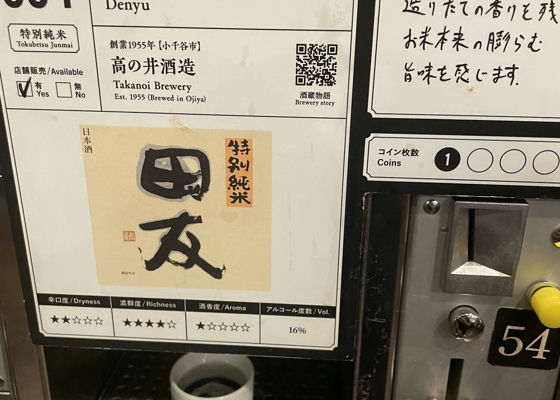 Denyu
特別純米
Tokubetsu Junmai
創業1955年【小千谷市】
高の井酒造
Takanoi Brewery
Est. 1955 (Brewed in Ojiya)
酒蔵物語
Brewery story
店舗販売/Available
有 Yes
無 No
造りたての香りを残
お米本来の膨らむ
旨味を感じます。
コイン枚数
Coins
1
日本酒
特別純米
田友
辛口度/Dryness
★★☆☆☆
濃醇度/Richness
★★★★☆
酒香度/Aroma
★☆☆☆☆
アルコール度数/Vol.
16%
54